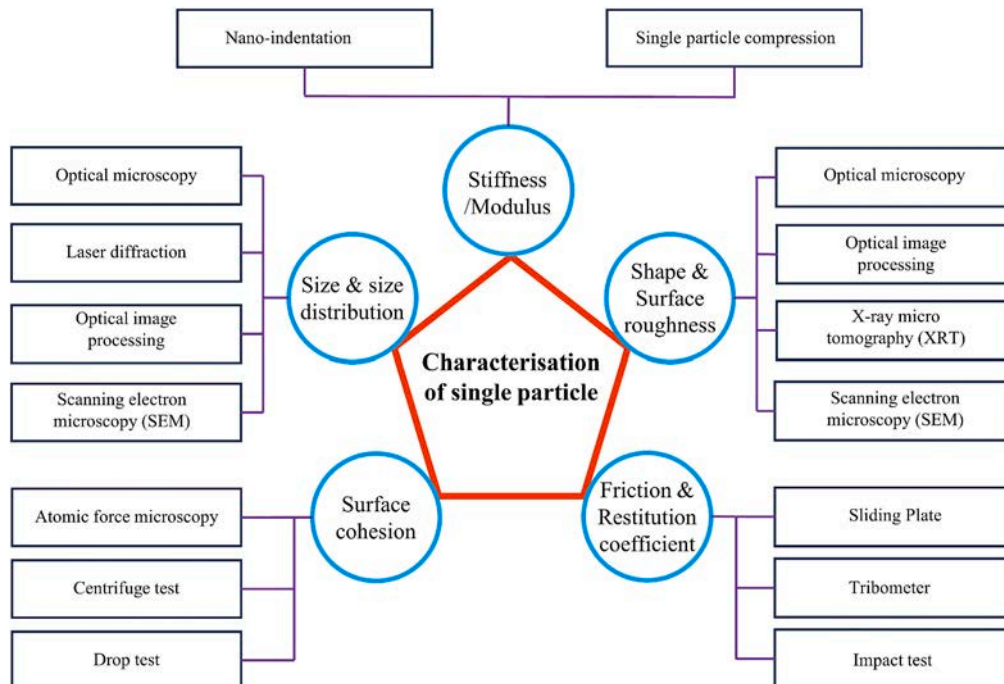 Nano-indentation
Single particle compression
Stiffness
/Modulus
Optical microscopy
Laser diffraction
Optical image
processing
Scanning electron
microscopy (SEM)
Size & size
distribution
Shape &
Surface
roughness
Optical microscopy
Optical image
processing
X-ray micro
tomography (XRT)
Scanning electron
microscopy (SEM)
Characterisation
of single particle
Atomic force microscopy
Centrifuge test
Drop test
Surface
cohesion
Friction &
Restitution
coefficient
Sliding Plate
Tribometer
Impact test